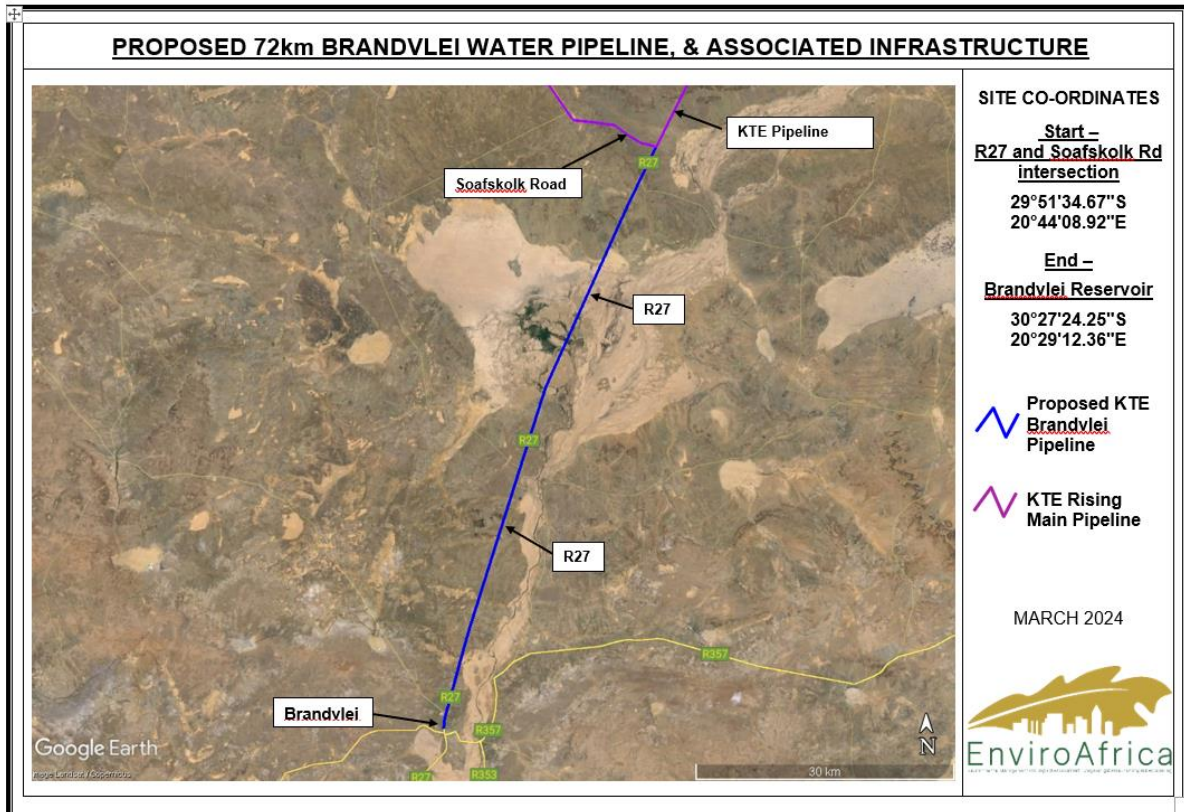 PROPOSED 72km BRANDVLEI WATER PIPELINE, & ASSOCIATED INFRASTRUCTURE
KTE Pipeline
R27
Soafskolk Road
R27
R27
R27
R357
R27
Brandvlei
R357
R27
R353
Google Earth
Image Landsat / Copernicus
N
30 km
SITE CO-ORDINATES
Start –
R27 and Soafskolk Rd
intersection
29°51'34.67"S
20°44'08.92"E
End –
Brandvlei Reservoir
30°27'24.25"S
20°29'12.36"E
Proposed KTE
Brandvlei
Pipeline
KTE Rising
Main Pipeline
MARCH 2024
EnviroAfrica